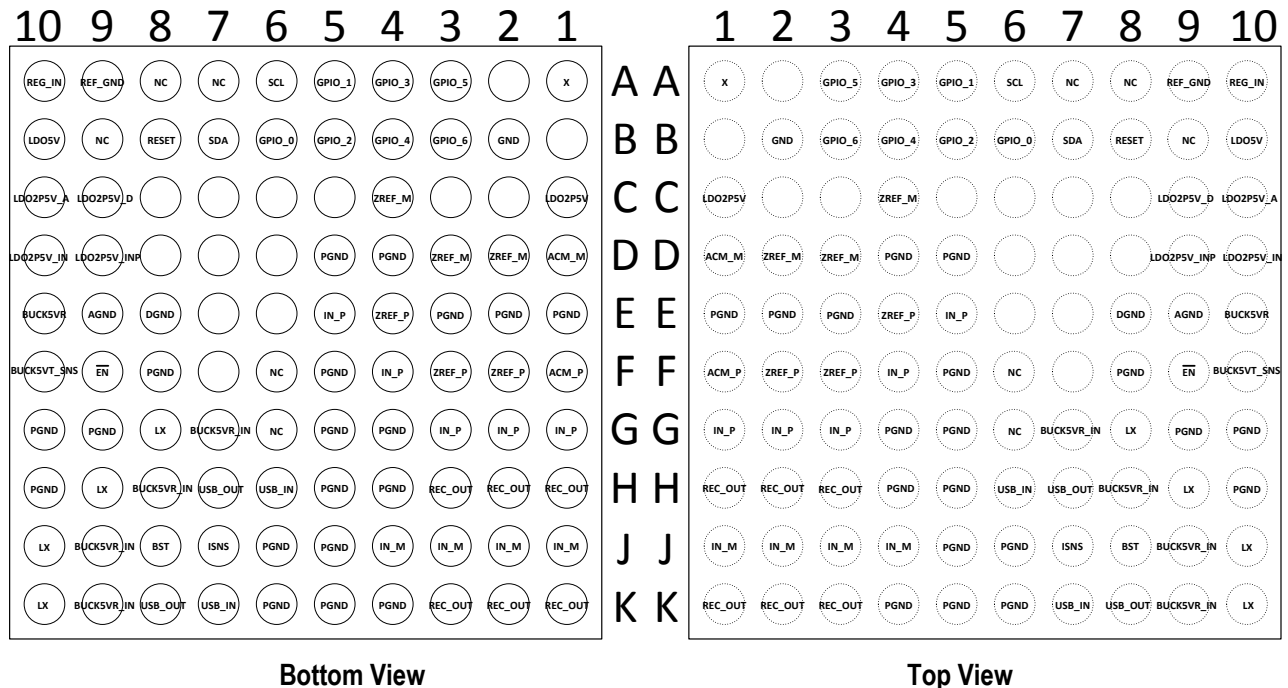 10 9 8 7 6 5 4 3 2 1 1 2 3 4 5 6 7 8 9 10
REG_IN REF_GND NC NC SCL GPIO_1 GPIO_3 GPIO_5 X A A X GPIO_5 GPIO_3 GPIO_1 SCL NC NC REF_GND REG_IN
LDO5V NC RESET SDA GPIO_0 GPIO_2 GPIO_4 GPIO_6 GND B B GND GPIO_6 GPIO_4 GPIO_2 GPIO_0 SDA RESET NC LDO5V
LDO2P5V_A LDO2P5V_D ZREF_M LDO2P5V C C LDO2P5V ZREF_M LDO2P5V_D LDO2P5V_A
LDO2P5V_IN LDO2P5V_INP PGND PGND ZREF_M ZREF_M ACM_M D D ACM_M ZREF_M ZREF_M PGND PGND LDO2P5V_INP LDO2P5V_IN
BUCK5VR AGND DGND IN_P ZREF_P PGND PGND PGND E E PGND PGND PGND ZREF_P IN_P DGND AGND BUCK5VR
BUCK5VT_SNS EN PGND NC PGND IN_P ZREF_P ZREF_P ACM_P F F ACM_P ZREF_P ZREF_P IN_P PGND NC PGND EN BUCK5VT_SNS
PGND PGND LX BUCK5VR_IN NC PGND PGND IN_P IN_P IN_P G G IN_P IN_P IN_P PGND PGND NC BUCK5VR_IN LX PGND PGND
PGND LX BUCK5VR_IN USB_OUT USB_IN PGND PGND REC_OUT REC_OUT REC_OUT H H REC_OUT REC_OUT REC_OUT PGND PGND USB_IN USB_OUT BUCK5VR_IN LX PGND
LX BUCK5VR_IN BST ISNS PGND PGND IN_M IN_M IN_M IN_M J J IN_M IN_M IN_M IN_M PGND PGND ISNS BST BUCK5VR_IN LX
LX BUCK5VR_IN USB_OUT USB_IN PGND PGND PGND REC_OUT REC_OUT REC_OUT K K REC_OUT REC_OUT REC_OUT PGND PGND PGND USB_IN USB_OUT BUCK5VR_IN LX
Bottom View Top View